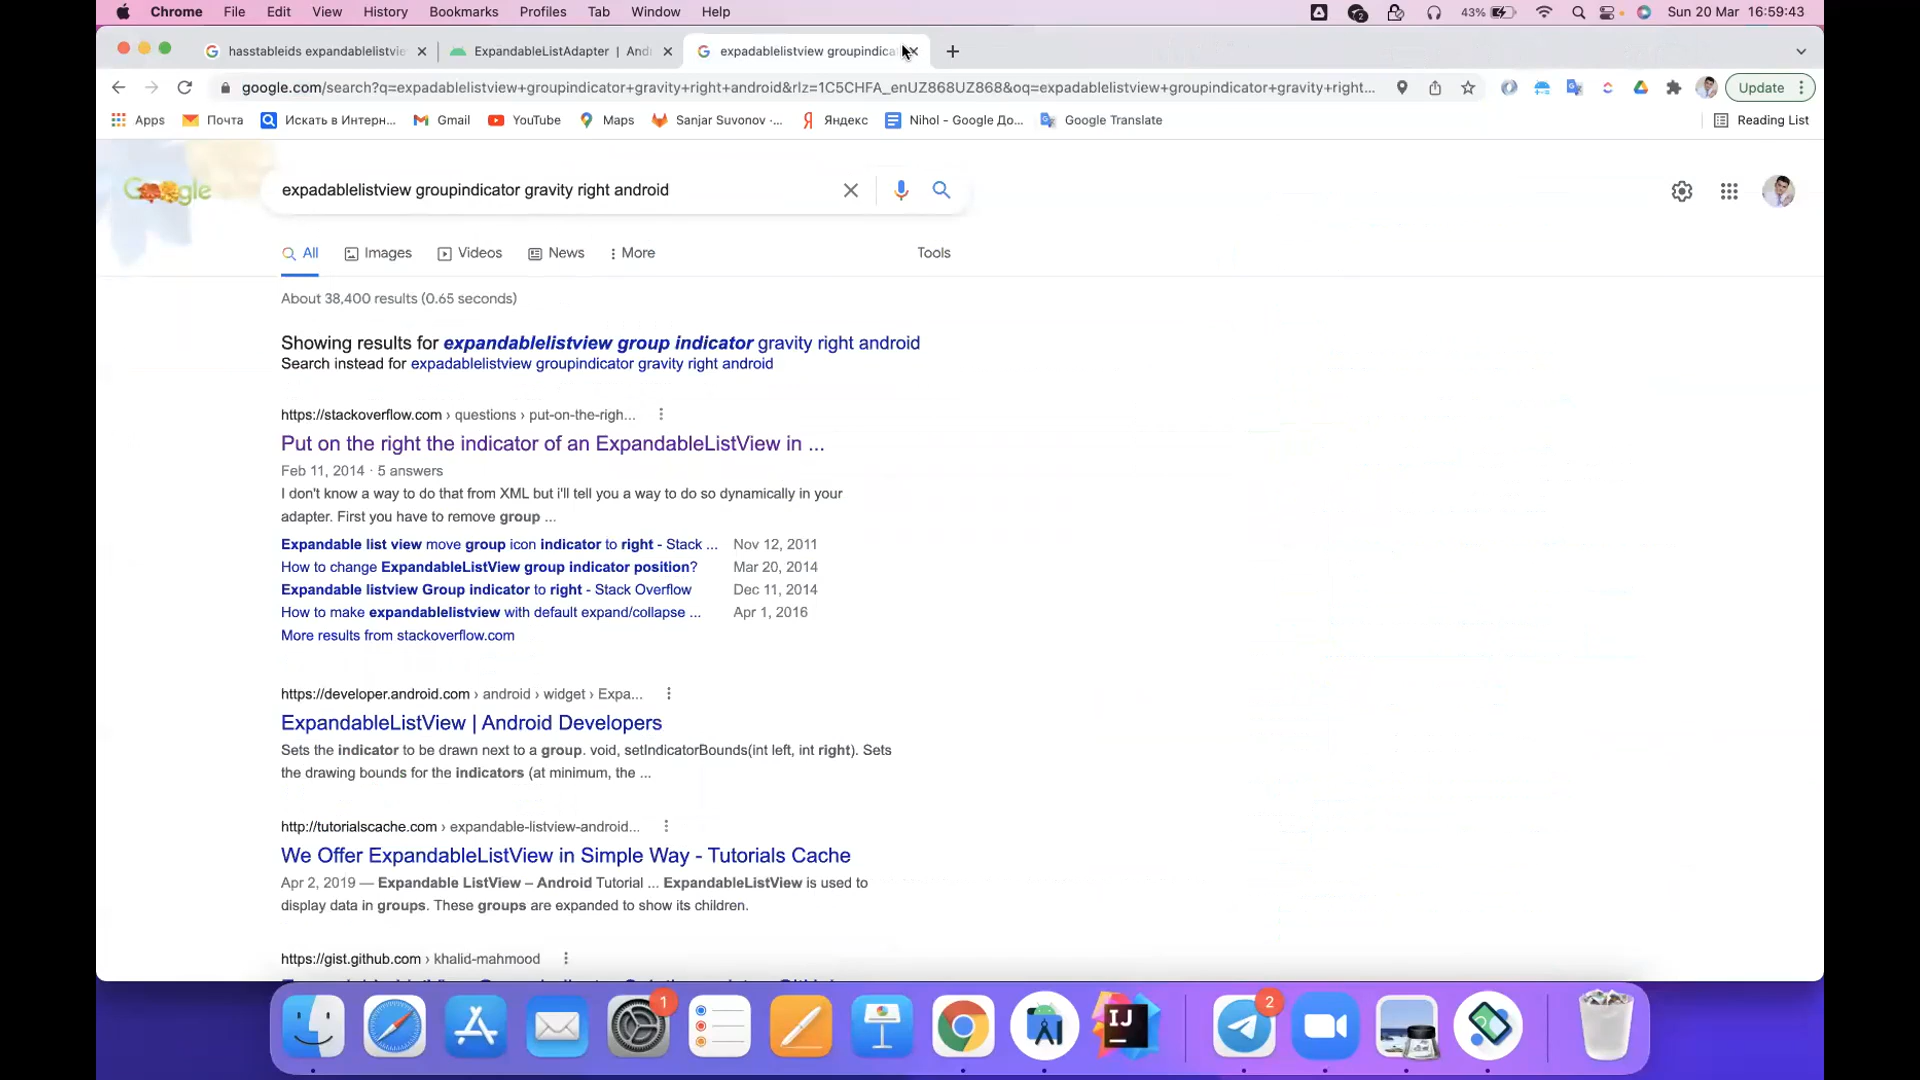 Chrome File Edit View History Bookmarks Profiles Tab Window Help 2 43% Sun 20 Mar 16:59:43
hasstableids expandablelistvie ExpandableListAdapter | And expadablelistview groupindica
google.com/search?q=expadablelistview+groupindicator+gravity+right+android&rlz=1C5CHFA_enUZ868UZ868&oq=expadablelistview+groupindicator+gravity+right... Update
Apps Почта Искать в Интерн... Gmail YouTube Maps Sanjar Suvonov -... Яндекс Nihol - Google До... Google Translate Reading List
Google expadablelistview groupindicator gravity right android
All Images Videos News More Tools
About 38,400 results (0.65 seconds)
Showing results for expandablelistview group indicator gravity right android
Search instead for expadablelistview groupindicator gravity right android
https://stackoverflow.com › questions › put-on-the-righ...
Put on the right the indicator of an ExpandableListView in ...
Feb 11, 2014 · 5 answers
I don't know a way to do that from XML but i'll tell you a way to do so dynamically in your
adapter. First you have to remove group ...
Expandable list view move group icon indicator to right - Stack ... Nov 12, 2011
How to change ExpandableListView group indicator position? Mar 20, 2014
Expandable listview Group indicator to right - Stack Overflow Dec 11, 2014
How to make expandablelistview with default expand/collapse ... Apr 1, 2016
More results from stackoverflow.com
https://developer.android.com › android › widget › Expa...
ExpandableListView | Android Developers
Sets the indicator to be drawn next to a group. void, setIndicatorBounds(int left, int right). Sets
the drawing bounds for the indicators (at minimum, the ...
http://tutorialscache.com › expandable-listview-android...
We Offer ExpandableListView in Simple Way - Tutorials Cache
Apr 2, 2019 — Expandable ListView – Android Tutorial ... ExpandableListView is used to
display data in groups. These groups are expanded to show its children.
https://gist.github.com › khalid-mahmood
1 IJ 2